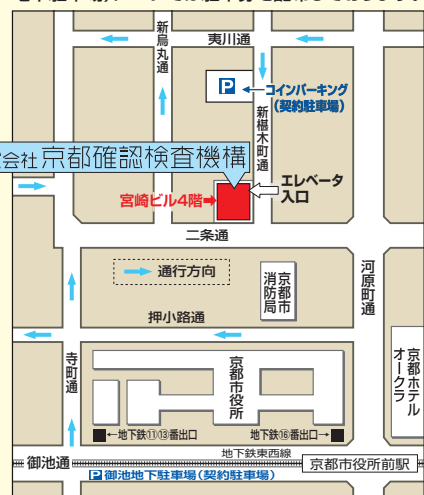 新烏丸通
夷川通
P
コインパーキング
(契約駐車場)
新椹木町通
会社 京都確認検査機構
宮崎ビル4階
エレベータ
入口
二条通
通行方向
京都市
消防局
河原町通
押小路通
寺町通
京都市役所
京都ホテル
オークラ
←地下鉄⑪⑬番出口
地下鉄⑯番出口→
地下鉄東西線
御池通
京都市役所前駅
P 御池地下駐車場(契約駐車場)